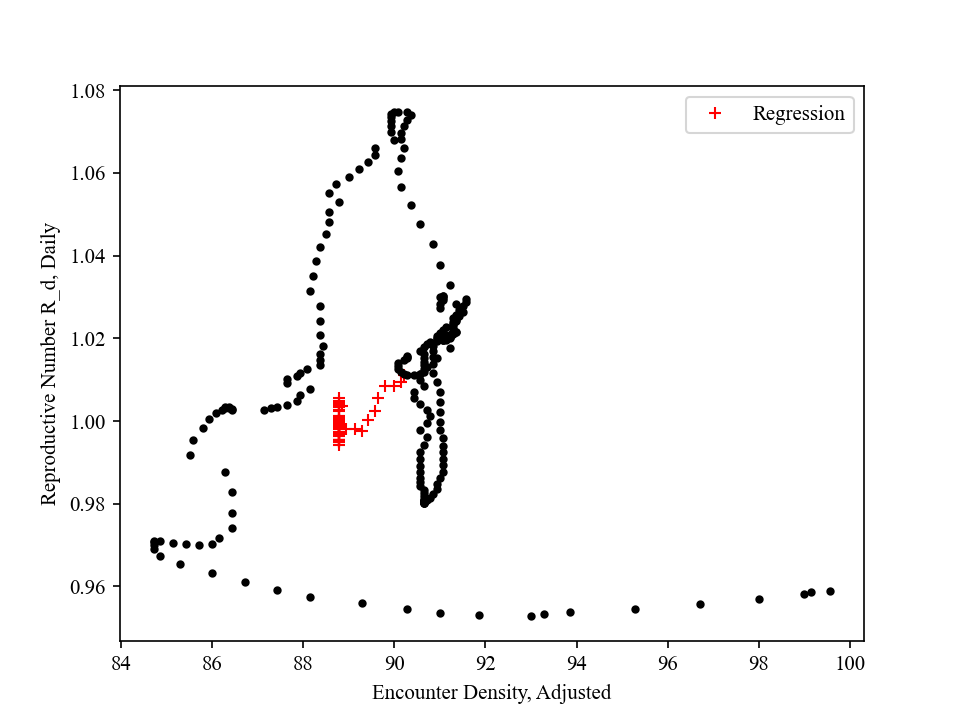 1.08
1.06
1.04
1.02
1.00
0.98
0.96
Reproductive Number R_d, Daily
Regression
84 86 88 90 92 94 96 98 100
Encounter Density, Adjusted